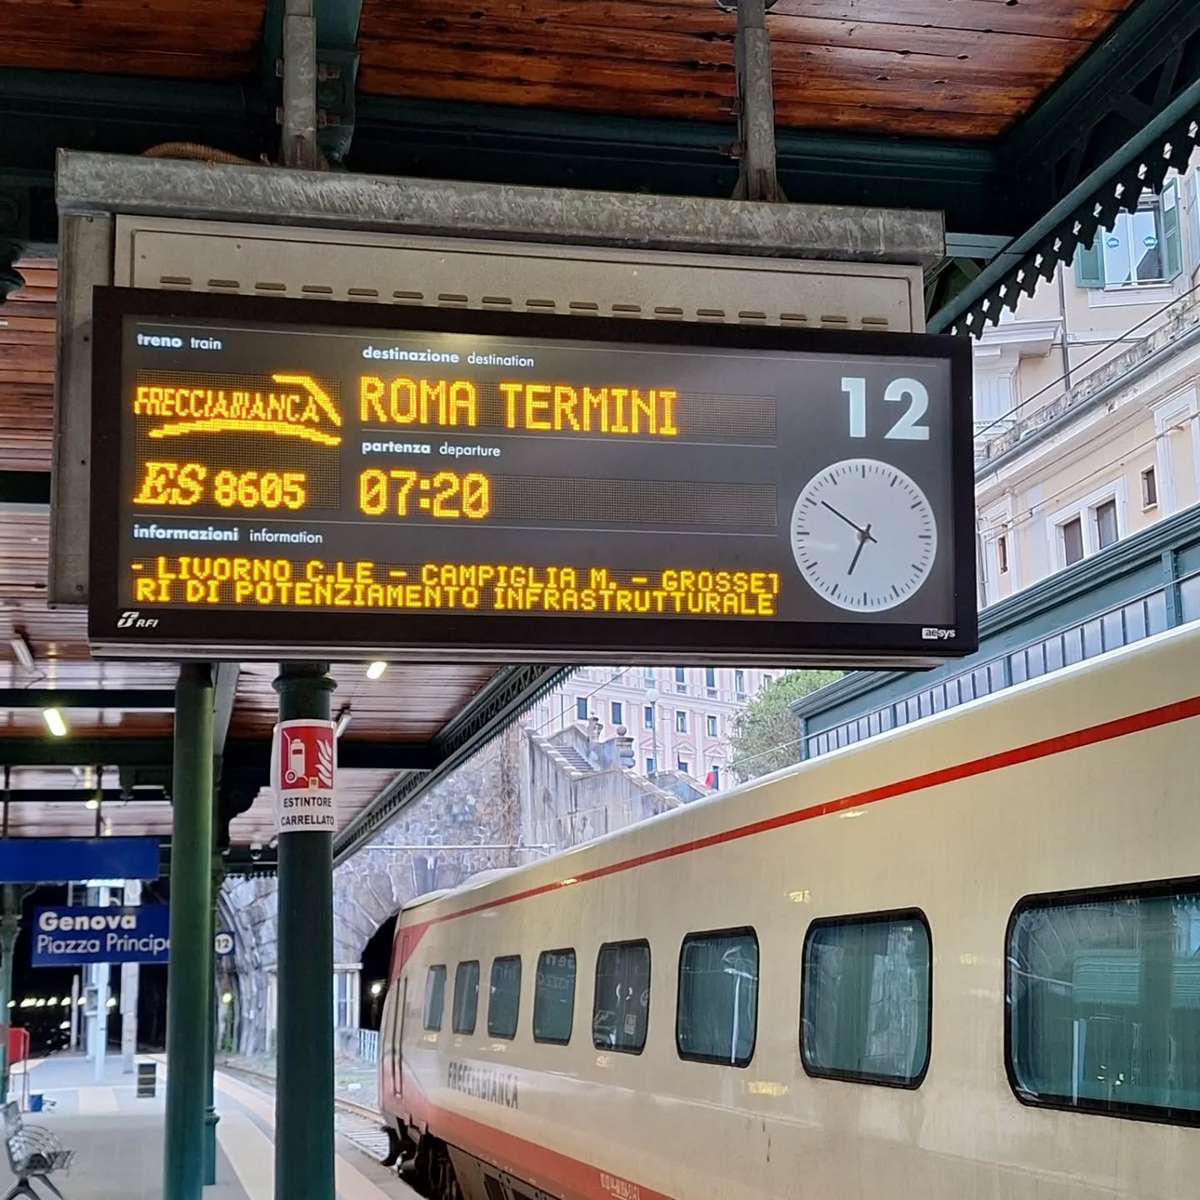 treno train
destinazione destination
FRECCIABIANCA
ROMA TERMINI
12
partenza departure
ES 8605
07:20
informazioni information
- LIVORNO C.LE - CAMPIGLIA M. - GROSSET
RI DI POTENZIAMENTO INFRASTRUTTURALE
RFI
aesys
ESTINTORE
CARRELLATO
Genova
Piazza Principe
12
FRECCIABIANCA